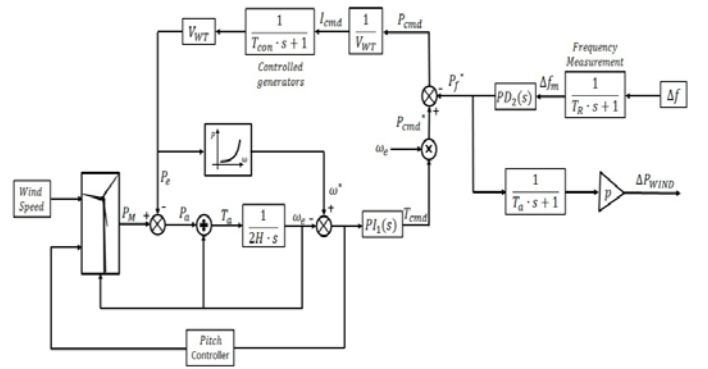 V_WT
1
T_con · s + 1
I_cmd
1
V_WT
P_cmd
Controlled
generators
Frequency
Measurement
P_f*
PD_2(s)
Δf_m
1
T_R · s + 1
Δf
P_cmd*
ω_e
×
P
ω
P_e
ω*
1
T_a · s + 1
p
ΔP_WIND
Wind
Speed
P_M
P_a
T_a
1
2H · s
ω_e
PI_1(s)
T_cmd
Pitch
Controller